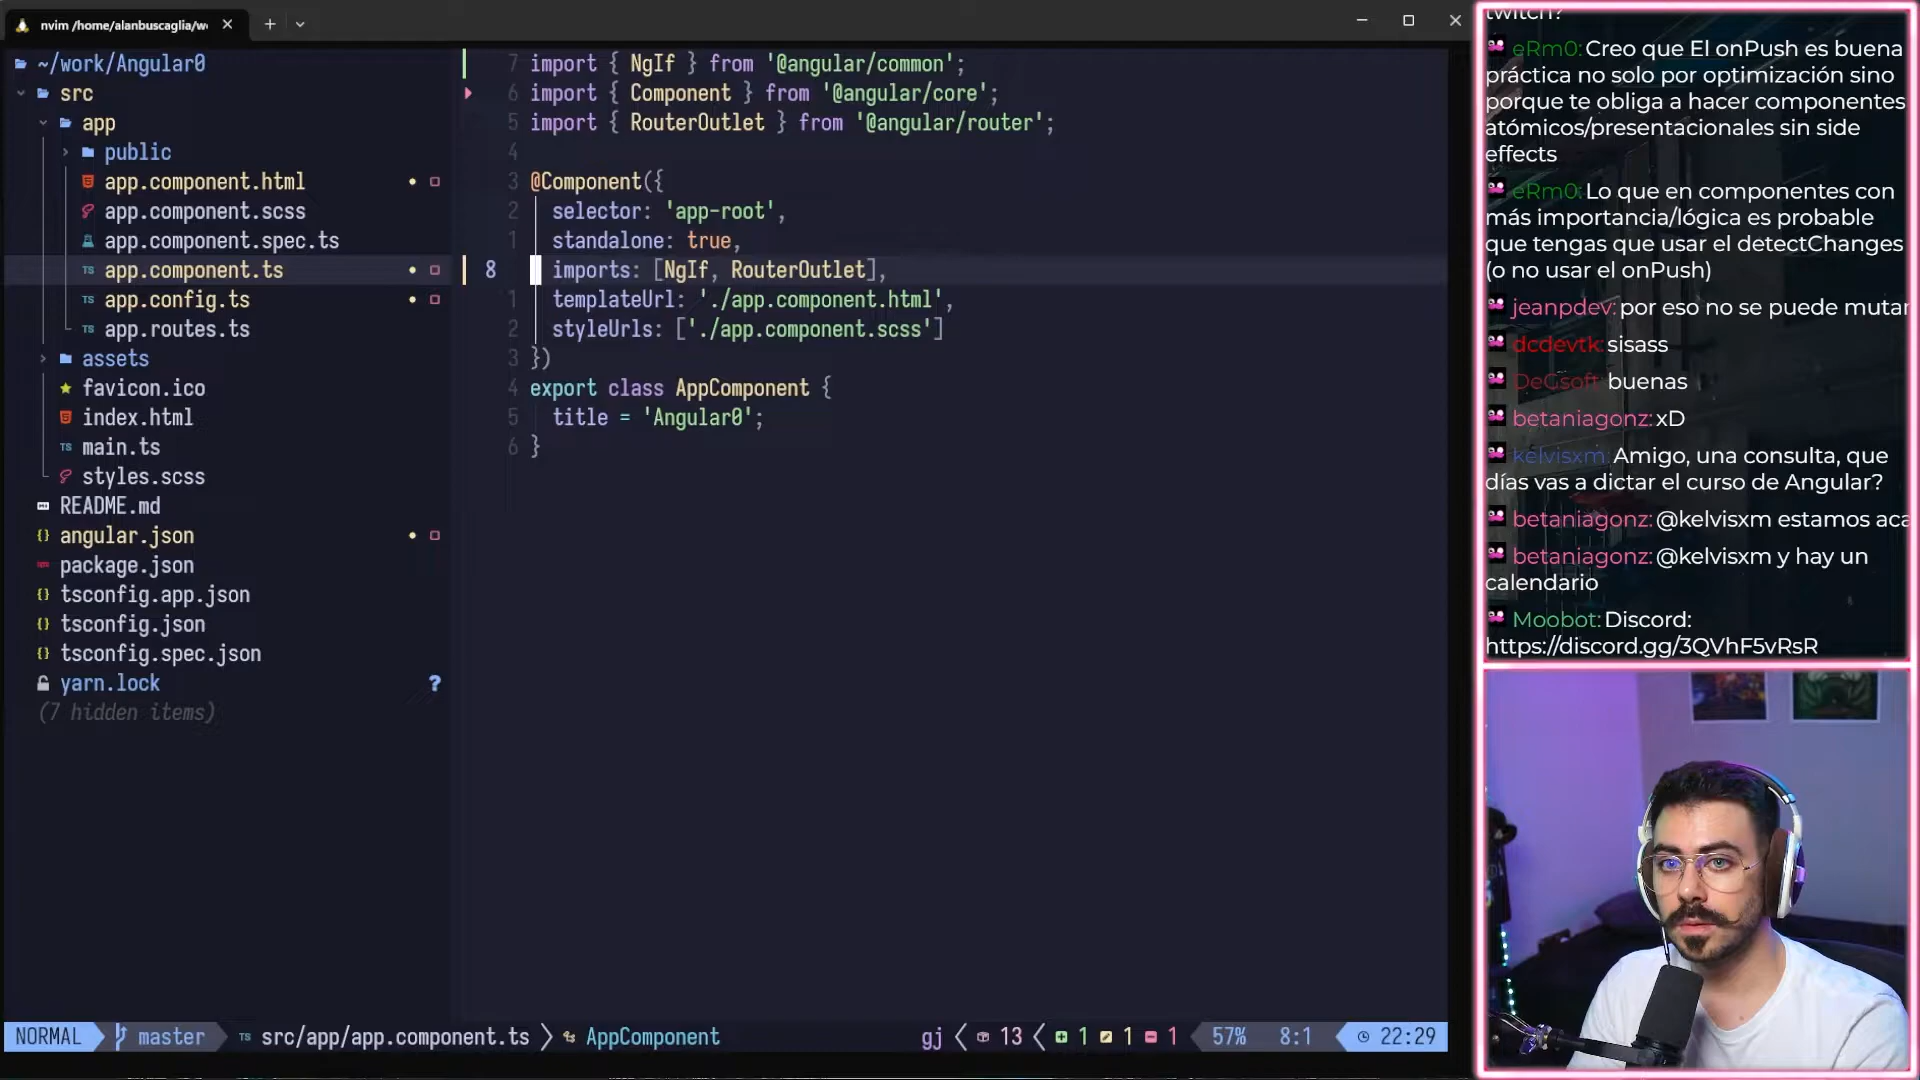 nvim /home/alanbuscaglia/w
~/work/Angular0
src
app
public
app.component.html
app.component.scss
app.component.spec.ts
app.component.ts
app.config.ts
app.routes.ts
assets
favicon.ico
index.html
main.ts
styles.scss
README.md
angular.json
package.json
tsconfig.app.json
tsconfig.json
tsconfig.spec.json
yarn.lock ?
(7 hidden items)
7 import { NgIf } from '@angular/common';
6 import { Component } from '@angular/core';
5 import { RouterOutlet } from '@angular/router';
4
3 @Component({
2 selector: 'app-root',
1 standalone: true,
8 imports: [NgIf, RouterOutlet],
1 templateUrl: './app.component.html',
2 styleUrls: ['./app.component.scss']
3 })
4 export class AppComponent {
5 title = 'Angular0';
6 }
NORMAL master TS src/app/app.component.ts AppComponent gj 13 1 1 1 57% 8:1 22:29
twitch?
eRm0: Creo que El onPush es buena
práctica no solo por optimización sino
porque te obliga a hacer componentes
atómicos/presentacionales sin side
effects
eRm0: Lo que en componentes con
más importancia/lógica es probable
que tengas que usar el detectChanges
(o no usar el onPush)
jeanpdev: por eso no se puede mutar
dcdevtk: sisass
DeGsoft: buenas
betaniagonz: xD
kelvisxm: Amigo, una consulta, que
días vas a dictar el curso de Angular?
betaniagonz: @kelvisxm estamos aca
betaniagonz: @kelvisxm y hay un
calendario
Moobot: Discord:
https://discord.gg/3QVhF5vRsR